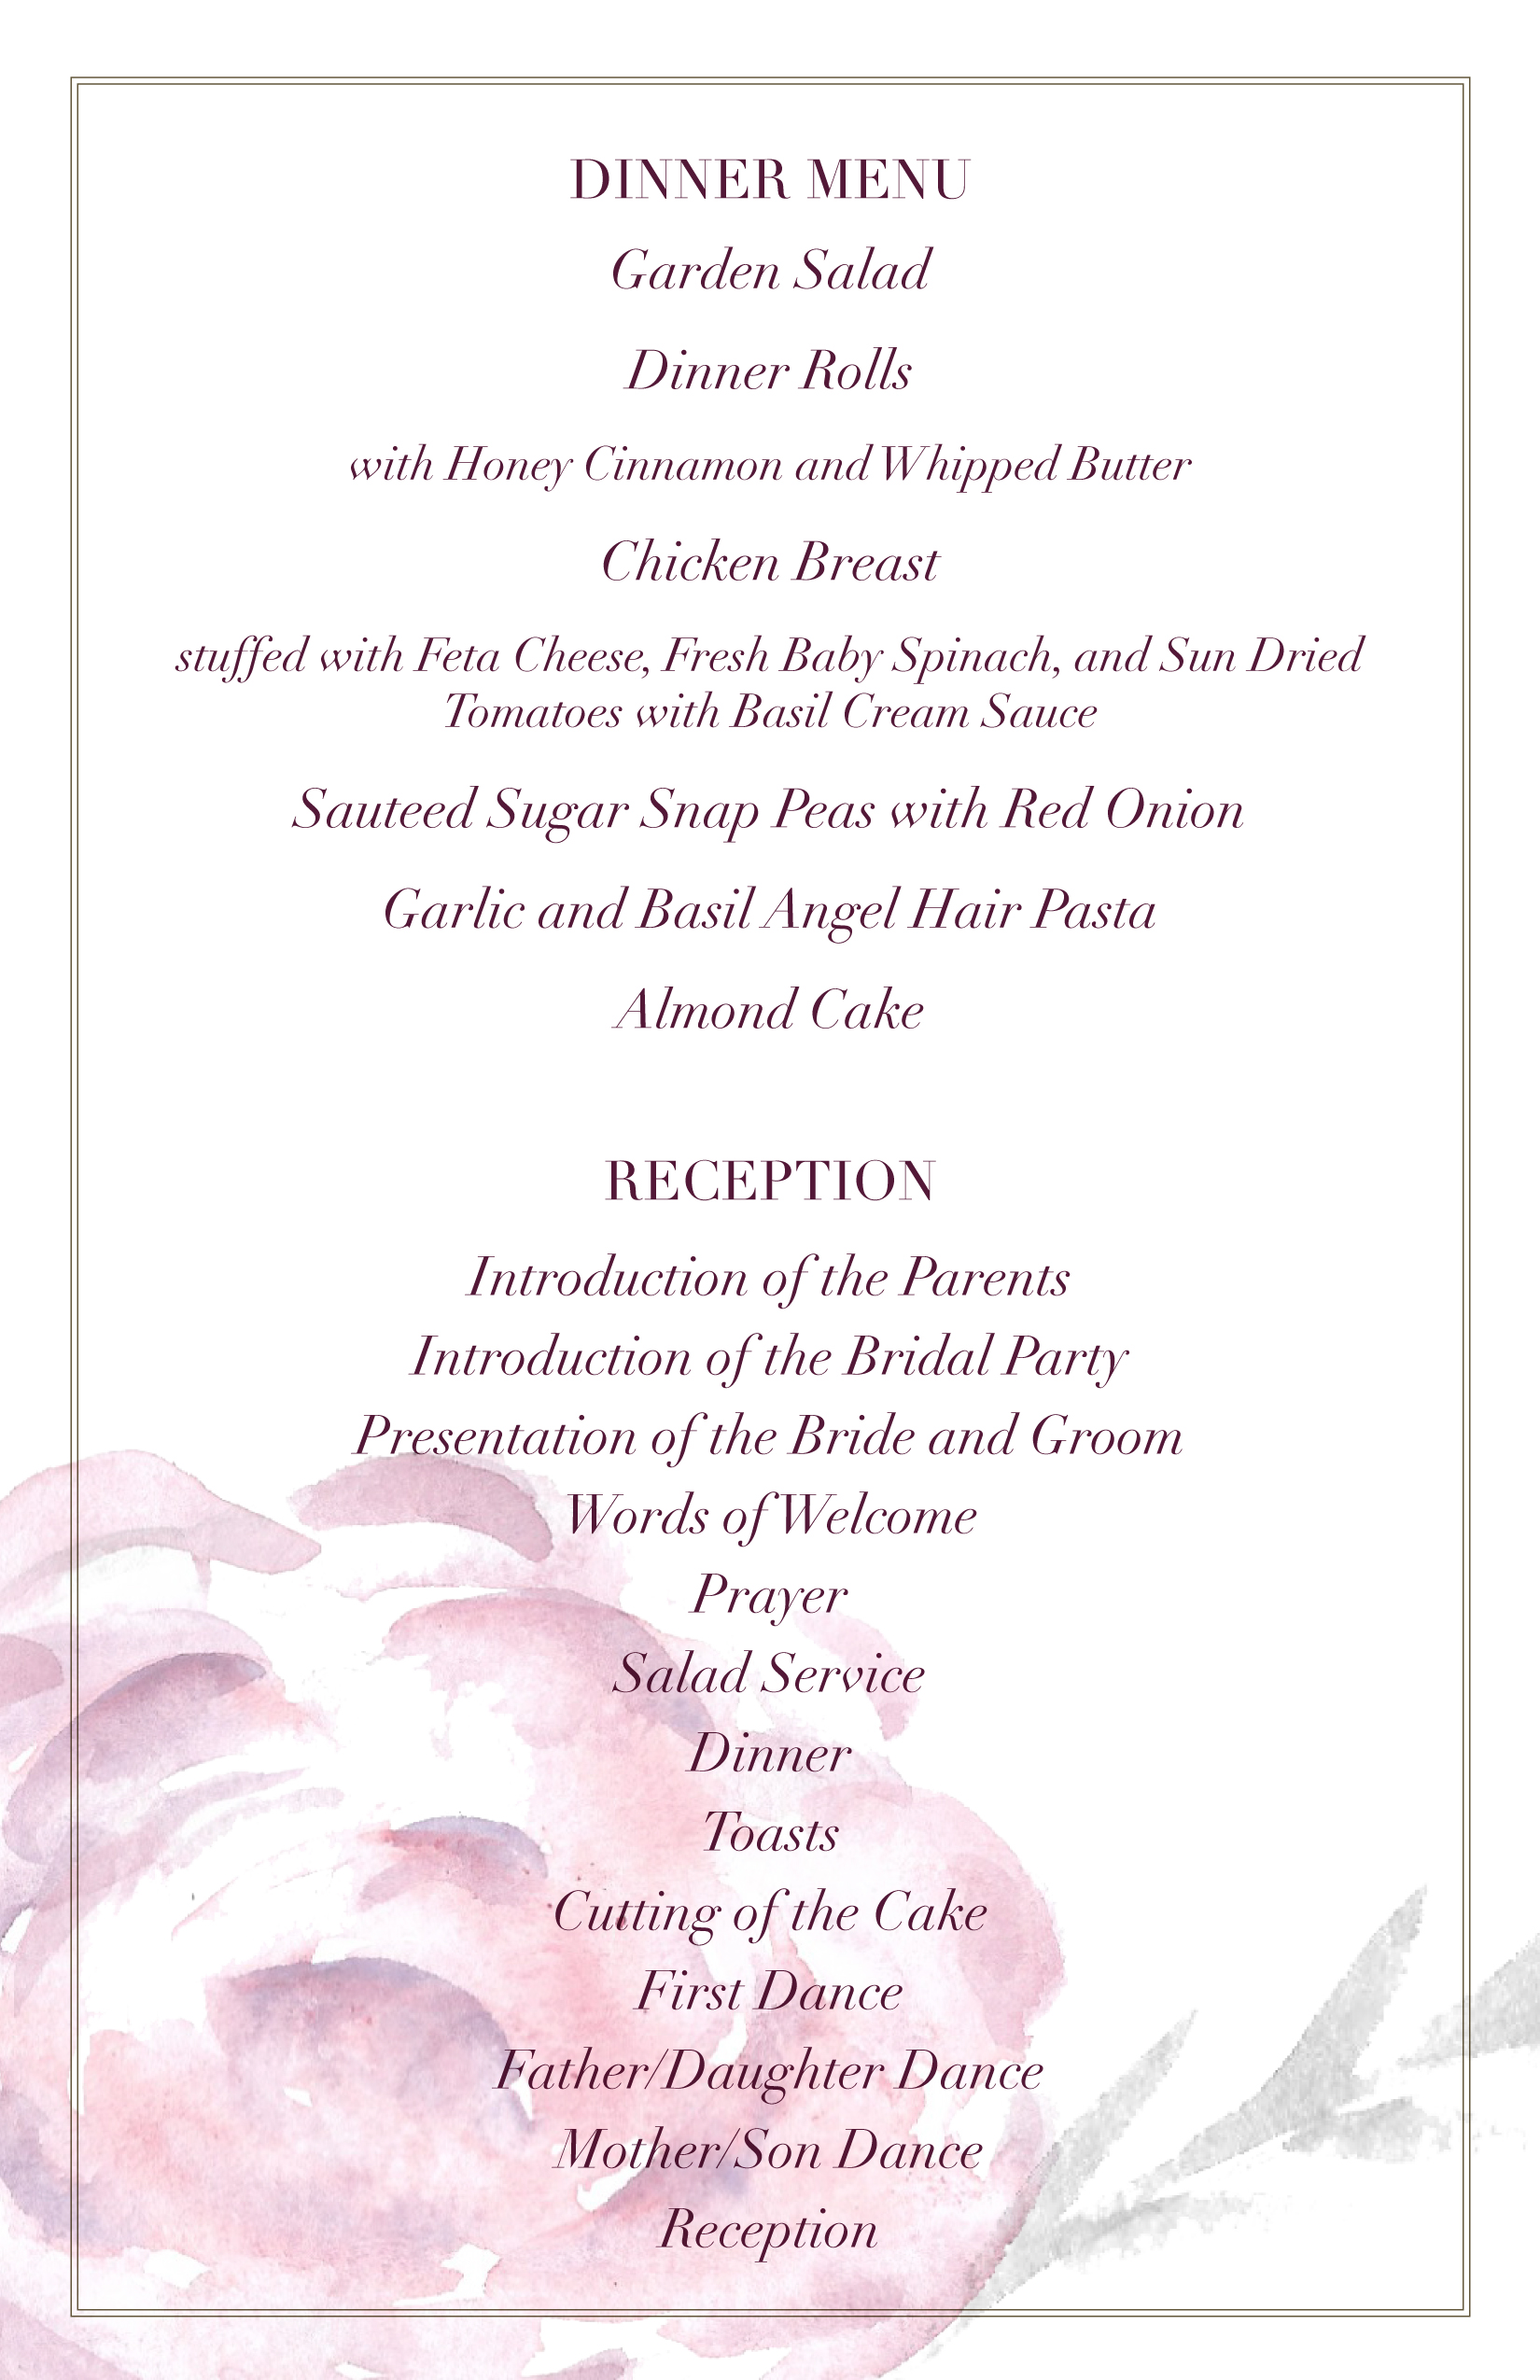 DINNER MENU
Garden Salad
Dinner Rolls
with Honey Cinnamon and Whipped Butter
Chicken Breast
stuffed with Feta Cheese, Fresh Baby Spinach, and Sun Dried
Tomatoes with Basil Cream Sauce
Sauteed Sugar Snap Peas with Red Onion
Garlic and Basil Angel Hair Pasta
Almond Cake
RECEPTION
Introduction of the Parents
Introduction of the Bridal Party
Presentation of the Bride and Groom
Words of Welcome
Prayer
Salad Service
Dinner
Toasts
Cutting of the Cake
First Dance
Father/Daughter Dance
Mother/Son Dance
Reception